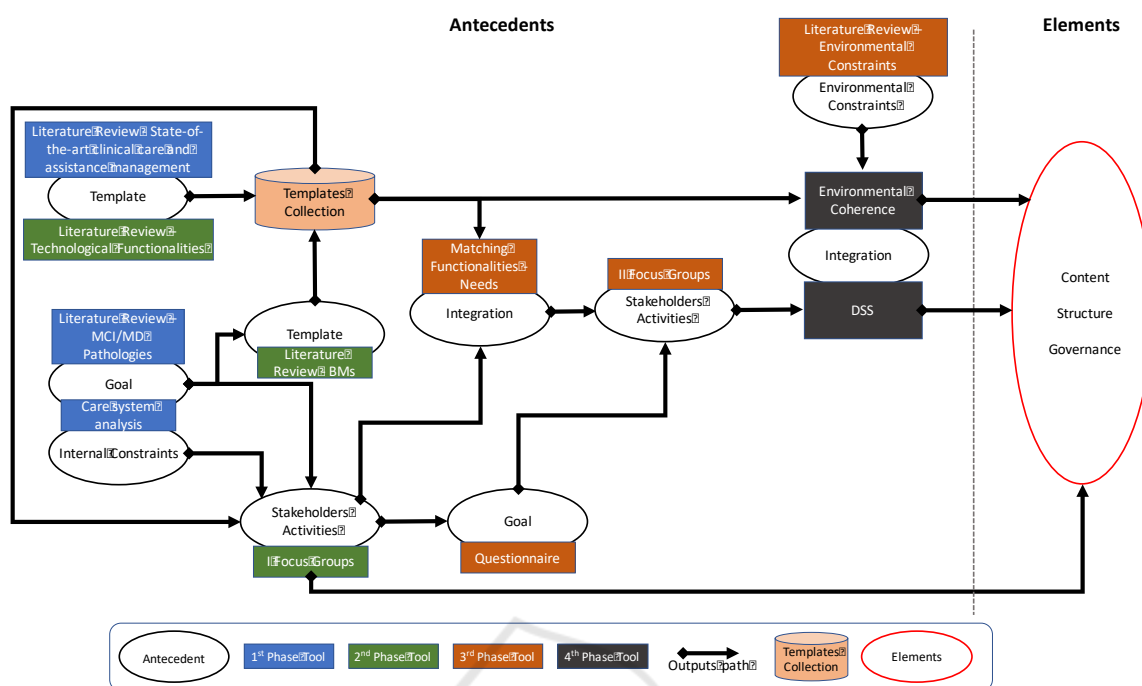 Antecedents
Elements
Literature Review –
Environmental
Constraints
Environmental
Constraints
Literature Review State-of-
the-art clinical care and
assistance management
Template
Literature Review –
Technological Functionalities
Templates
Collection
Environmental
Coherence
Integration
DSS
Matching
Functionalities –
Needs
Integration
II Focus Groups
Stakeholders
Activities
Content
Structure
Governance
Literature Review –
MCI/MD
Pathologies
Goal
Template
Literature
Review BMs
Care system
analysis
Internal Constraints
Stakeholders
Activities
I Focus Groups
Goal
Questionnaire
Antecedent
1st Phase Tool
2nd Phase Tool
3rd Phase Tool
4th Phase Tool
Outputs path
Templates
Collection
Elements